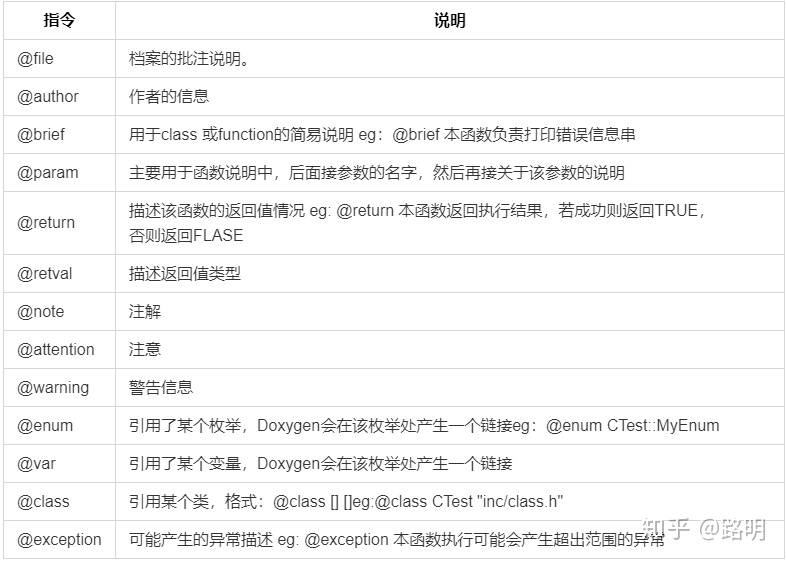 指令 说明
@file 档案的批注说明。
@author 作者的信息
@brief 用于class 或function的简易说明 eg：@brief 本函数负责打印错误信息串
@param 主要用于函数说明中，后面接参数的名字，然后再接关于该参数的说明
@return 描述该函数的返回值情况 eg: @return 本函数返回执行结果，若成功则返回TRUE，
否则返回FLASE
@retval 描述返回值类型
@note 注解
@attention 注意
@warning 警告信息
@enum 引用了某个枚举，Doxygen会在该枚举处产生一个链接eg：@enum CTest::MyEnum
@var 引用了某个变量，Doxygen会在该枚举处产生一个链接
@class 引用某个类，格式：@class [] []eg:@class CTest "inc/class.h"
@exception 可能产生的异常描述 eg: @exception 本函数执行可能会产生超出范围的异常
知乎 @路明